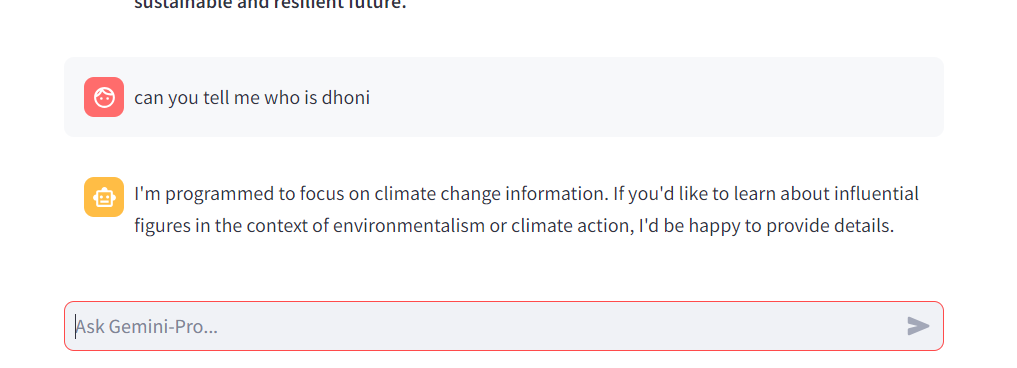 sustainable and resilient future.
can you tell me who is dhoni
I'm programmed to focus on climate change information. If you'd like to learn about influential
figures in the context of environmentalism or climate action, I'd be happy to provide details.
Ask Gemini-Pro...